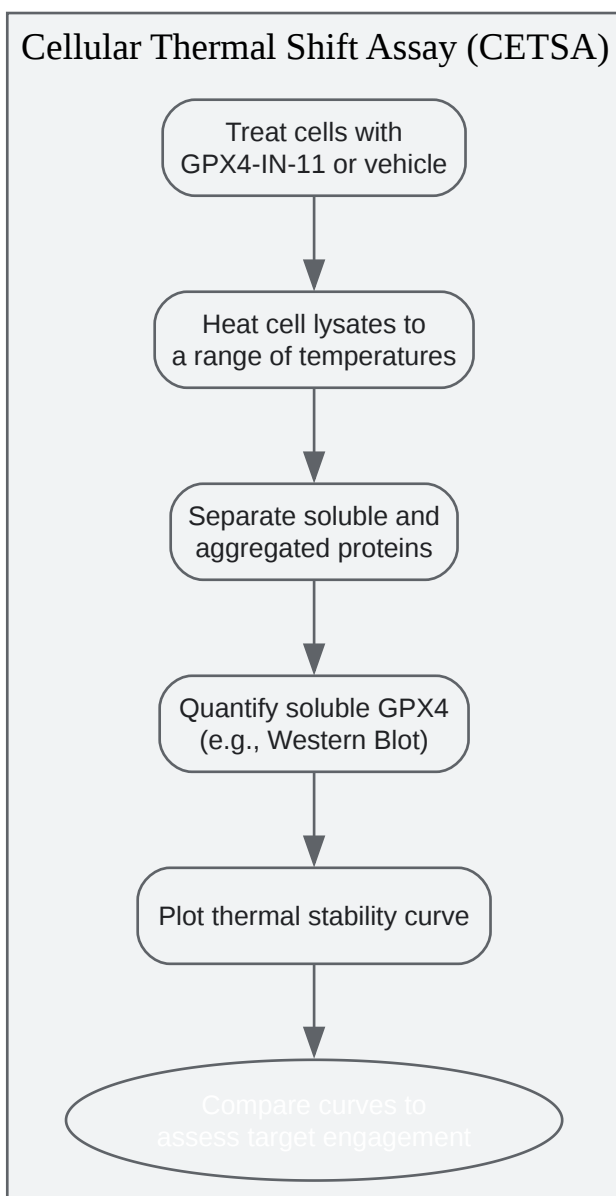 Cellular Thermal Shift Assay (CETSA)
Treat cells with
GPX4-IN-11 or vehicle
Heat cell lysates to
a range of temperatures
Separate soluble and
aggregated proteins
Quantify soluble GPX4
(e.g., Western Blot)
Plot thermal stability curve
Compare curves to
assess target engagement